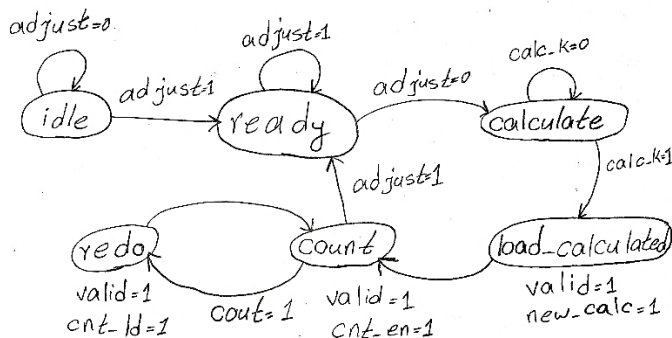 adjust=0
adjust=1
calc_k=0
adjust=1
adjust=0
idle
ready
calculate
calc_k=1
adjust=1
redo
count
load_calculated
valid=1
cnt_ld=1
cout=1
valid=1
cnt_en=1
valid=1
new_calc=1